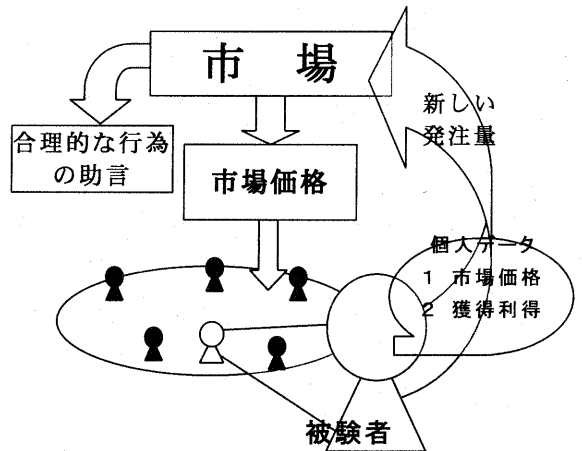 市　場
新しい
発注量
合理的な行為
の助言
市場価格
個人データ
1　市場価格
2　獲得利得
被験者